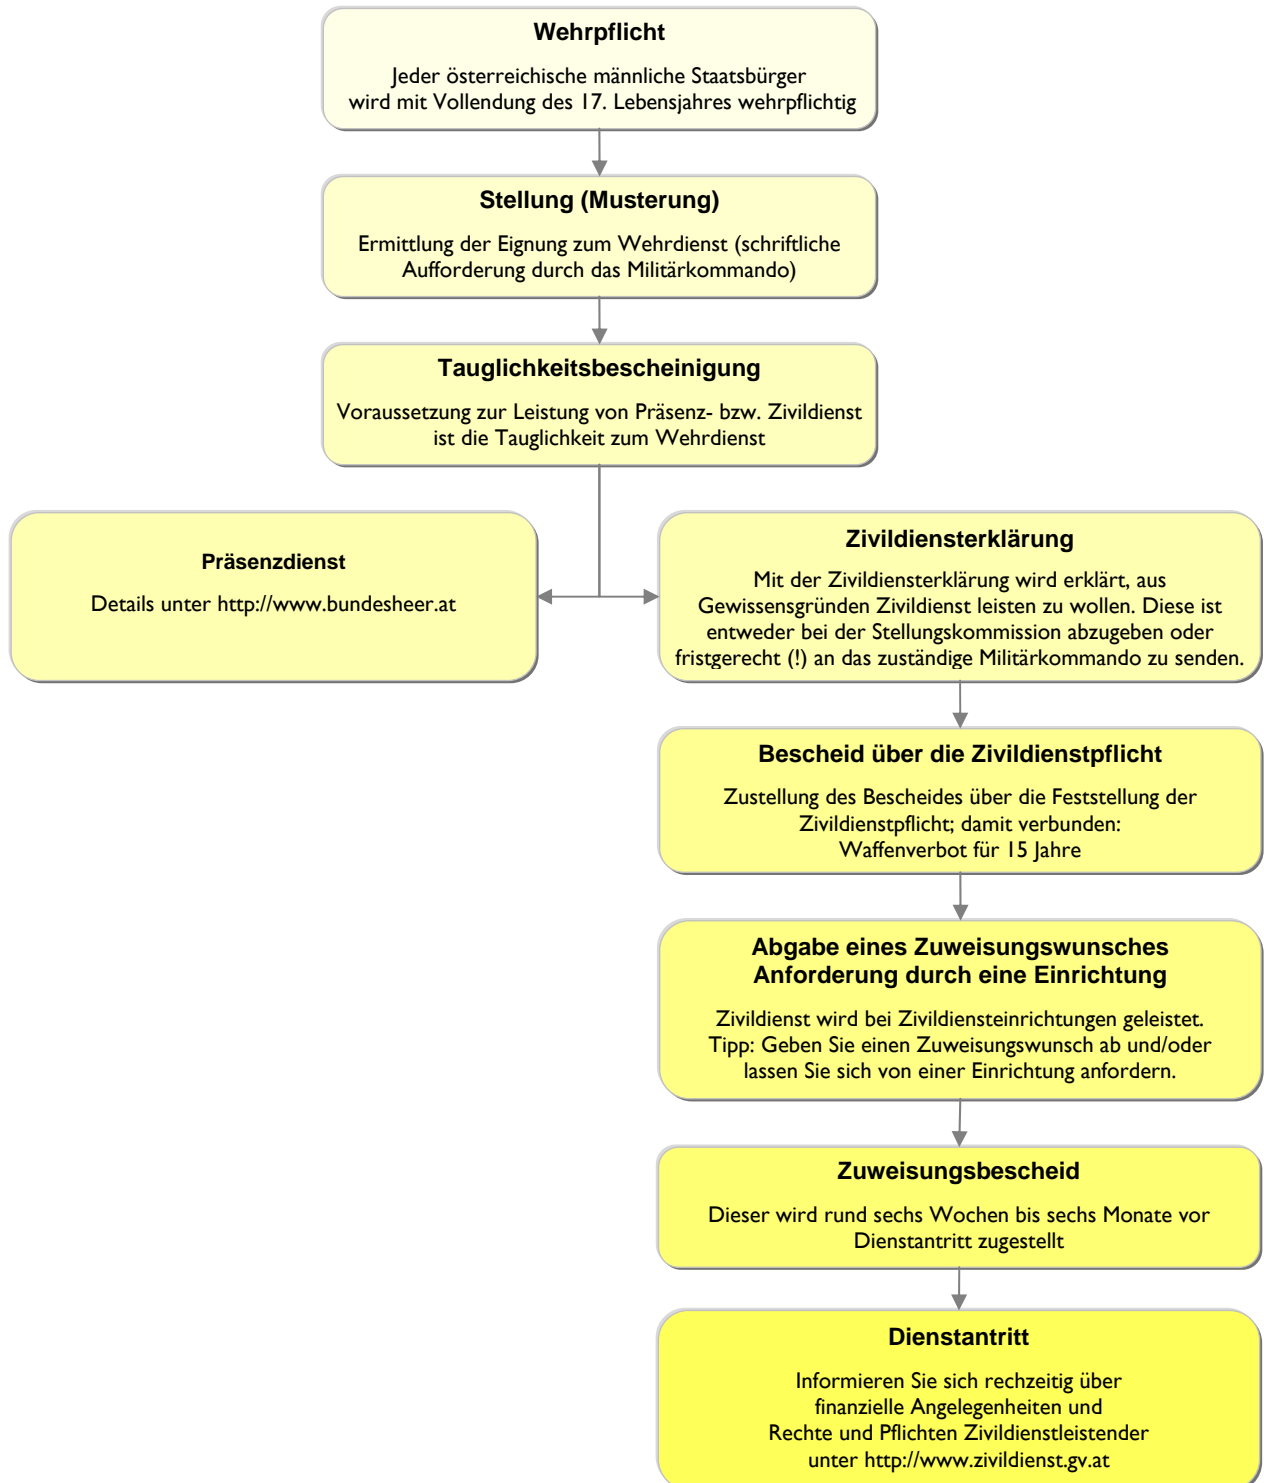 Wehrpflicht
Jeder österreichische männliche Staatsbürger
wird mit Vollendung des 17. Lebensjahres wehrpflichtig
Stellung (Musterung)
Ermittlung der Eignung zum Wehrdienst (schriftliche
Aufforderung durch das Militärkommando)
Tauglichkeitsbescheinigung
Voraussetzung zur Leistung von Präsenz- bzw. Zivildienst
ist die Tauglichkeit zum Wehrdienst
Präsenzdienst
Details unter http://www.bundesheer.at
Zivildiensterklärung
Mit der Zivildiensterklärung wird erklärt, aus
Gewissensgründen Zivildienst leisten zu wollen. Diese ist
entweder bei der Stellungskommission abzugeben oder
fristgerecht (!) an das zuständige Militärkommando zu senden.
Bescheid über die Zivildienstpflicht
Zustellung des Bescheides über die Feststellung der
Zivildienstpflicht; damit verbunden:
Waffenverbot für 15 Jahre
Abgabe eines Zuweisungswunsches
Anforderung durch eine Einrichtung
Zivildienst wird bei Zivildiensteinrichtungen geleistet.
Tipp: Geben Sie einen Zuweisungswunsch ab und/oder
lassen Sie sich von einer Einrichtung anfordern.
Zuweisungsbescheid
Dieser wird rund sechs Wochen bis sechs Monate vor
Dienstantritt zugestellt
Dienstantritt
Informieren Sie sich rechzeitig über
finanzielle Angelegenheiten und
Rechte und Pflichten Zivildienstleistender
unter http://www.zivildienst.gv.at